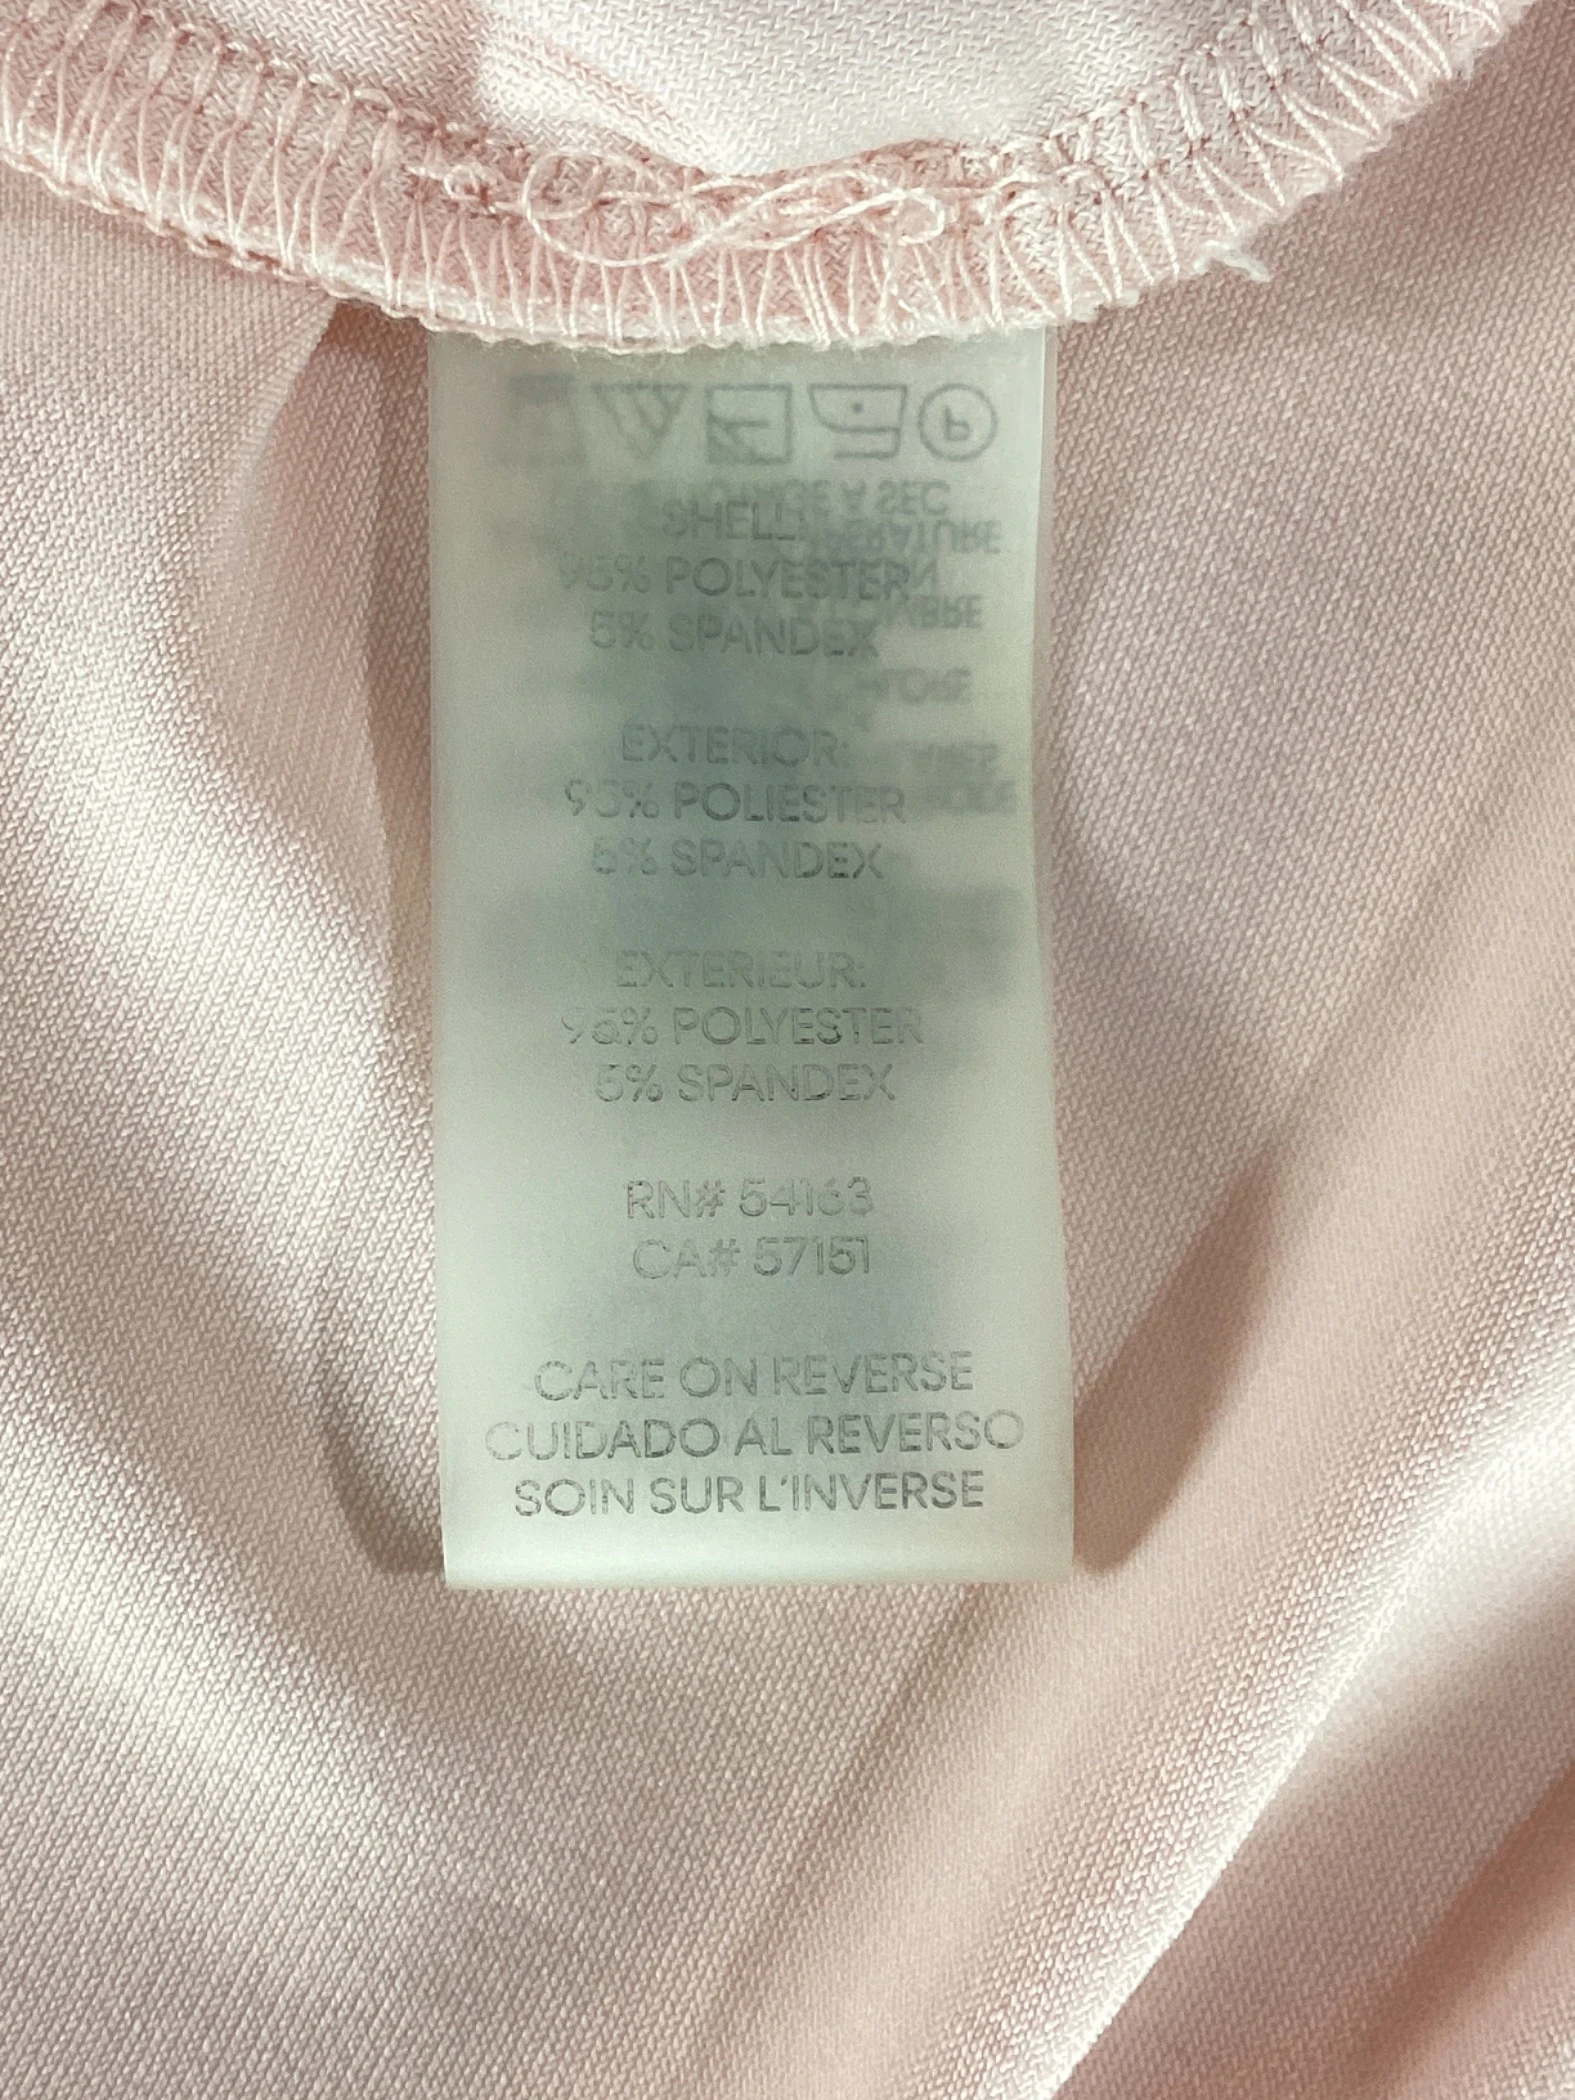 SHELL:
95% POLYESTER
5% SPANDEX
EXTERIOR:
95% POLIESTER
5% SPANDEX
EXTERIEUR:
95% POLYESTER
5% SPANDEX
RN# 54163
CA# 57151
CARE ON REVERSE
CUIDADO AL REVERSO
SOIN SUR L'INVERSE